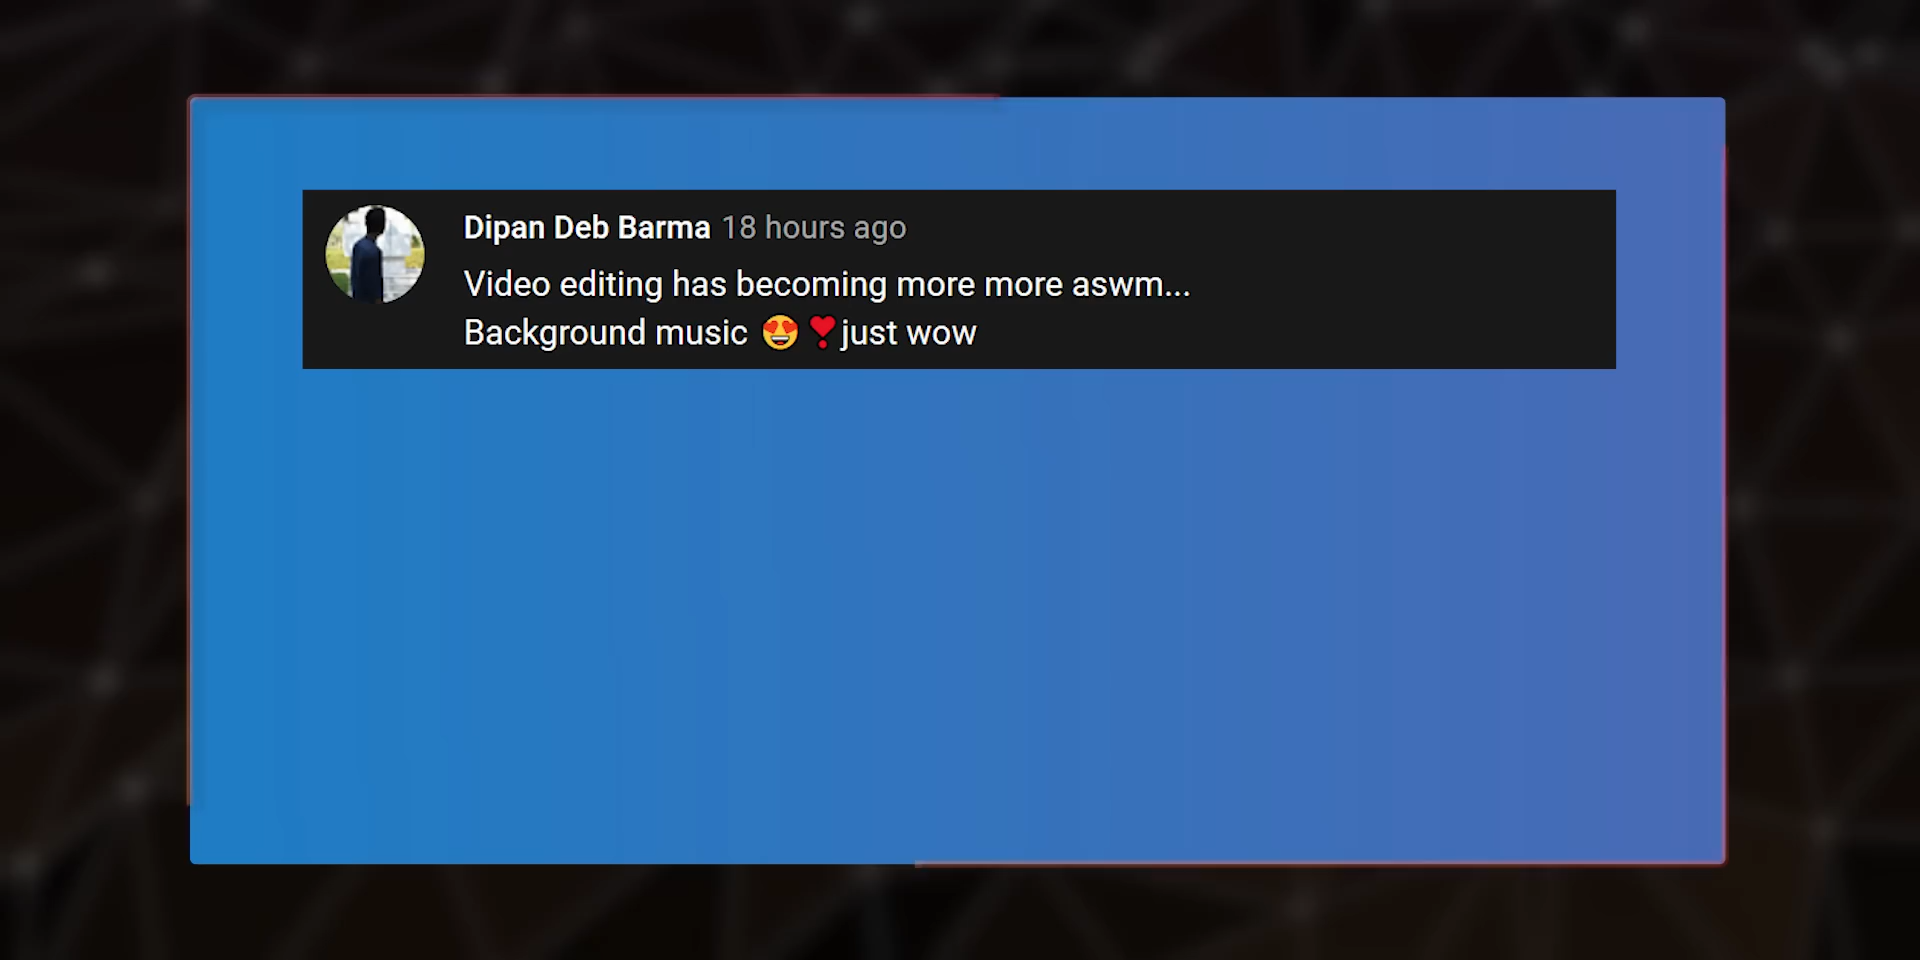 Dipan Deb Barma 18 hours ago
Video editing has becoming more more aswm...
Background music 😍❣️just wow